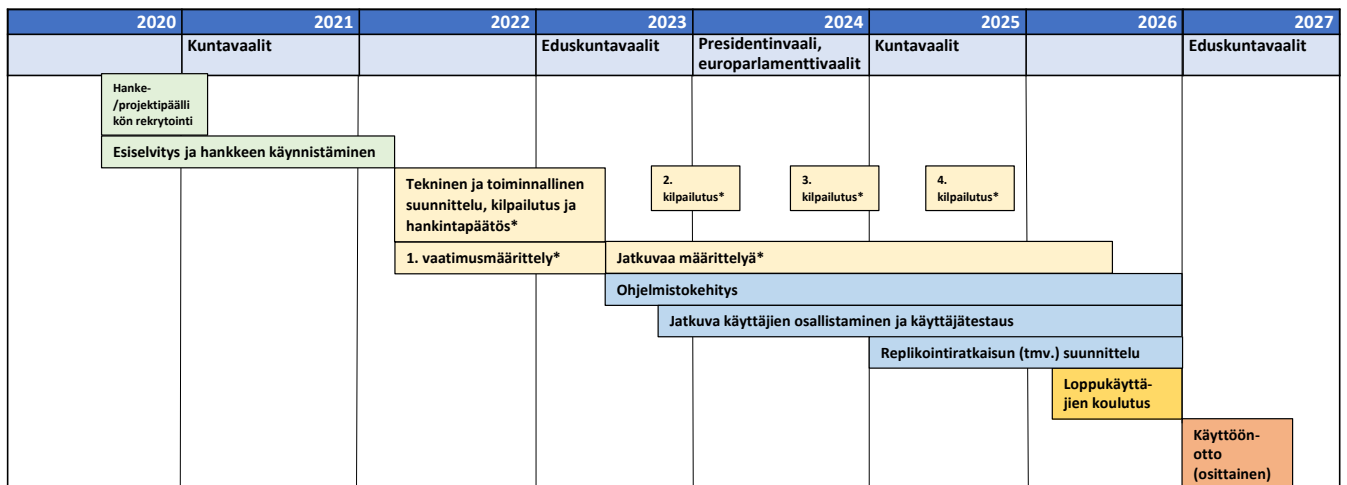 2020 2021 2022 2023 2024 2025 2026 2027
Kuntavaalit Eduskuntavaalit Presidentinvaali, Kuntavaalit Eduskuntavaalit
europarlamenttivaalit
Hanke-
/projektipäälli
kön rekrytointi
Esiselvitys ja hankkeen käynnistäminen
Tekninen ja toiminnallinen
suunnittelu, kilpailutus ja
hankintapäätös*
2.
kilpailutus*
3.
kilpailutus*
4.
kilpailutus*
1. vaatimusmäärittely*
Jatkuvaa määrittelyä*
Ohjelmistokehitys
Jatkuva käyttäjien osallistaminen ja käyttäjätestaus
Replikointiratkaisun (tmv.) suunnittelu
Loppukäyttä-
jien koulutus
Käyttöön-
otto
(osittainen)